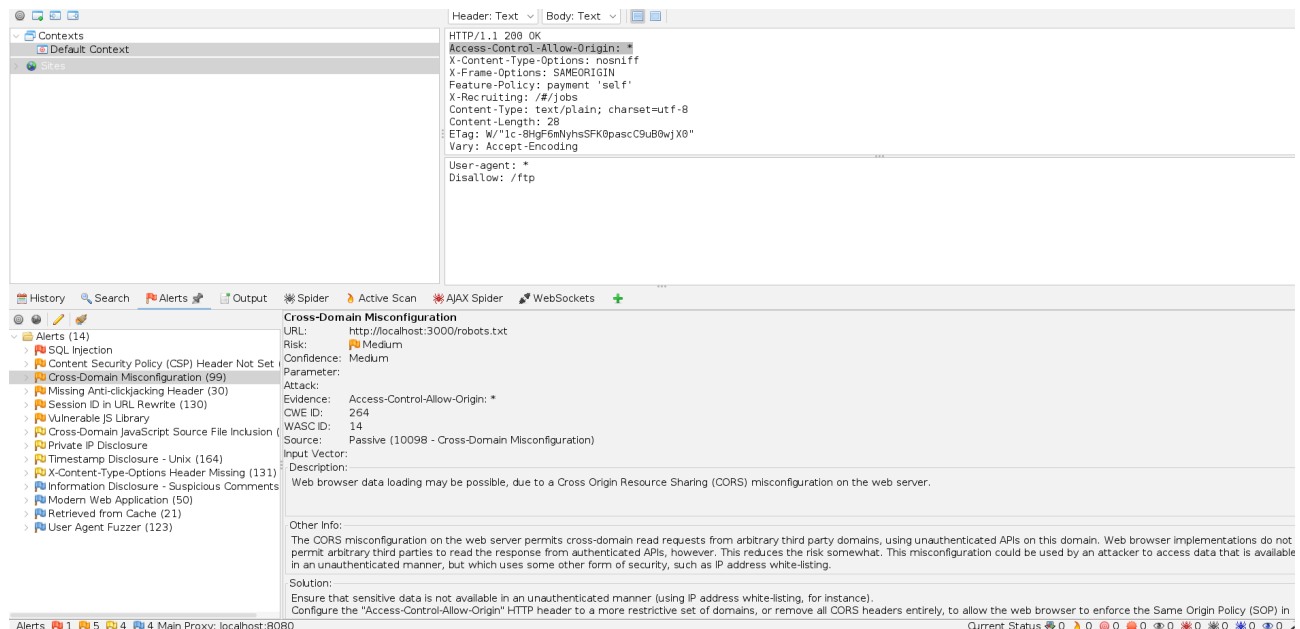 Header: Text Body: Text
Contexts
Default Context
Sites
HTTP/1.1 200 OK
Access-Control-Allow-Origin: *
X-Content-Type-Options: nosniff
X-Frame-Options: SAMEORIGIN
Feature-Policy: payment 'self'
X-Recruiting: /#/jobs
Content-Type: text/plain; charset=utf-8
Content-Length: 28
ETag: W/"1c-8HgF6mNyhsSFK0pascC9uB0wjX0"
Vary: Accept-Encoding
User-agent: *
Disallow: /ftp
History Search Alerts Output Spider Active Scan AJAX Spider WebSockets
Alerts (14)
SQL Injection
Content Security Policy (CSP) Header Not Set (
Cross-Domain Misconfiguration (99)
Missing Anti-clickjacking Header (30)
Session ID in URL Rewrite (130)
Vulnerable JS Library
Cross-Domain JavaScript Source File Inclusion (
Private IP Disclosure
Timestamp Disclosure - Unix (164)
X-Content-Type-Options Header Missing (131)
Information Disclosure - Suspicious Comments
Modern Web Application (50)
Retrieved from Cache (21)
User Agent Fuzzer (123)
Cross-Domain Misconfiguration
URL: http://localhost:3000/robots.txt
Risk: Medium
Confidence: Medium
Parameter:
Attack:
Evidence: Access-Control-Allow-Origin: *
CWE ID: 264
WASC ID: 14
Source: Passive (10098 - Cross-Domain Misconfiguration)
Input Vector:
Description:
Web browser data loading may be possible, due to a Cross Origin Resource Sharing (CORS) misconfiguration on the web server.
Other Info:
The CORS misconfiguration on the web server permits cross-domain read requests from arbitrary third party domains, using unauthenticated APIs on this domain. Web browser implementations do not
permit arbitrary third parties to read the response from authenticated APIs, however. This reduces the risk somewhat. This misconfiguration could be used by an attacker to access data that is available
in an unauthenticated manner, but which uses some other form of security, such as IP address white-listing.
Solution:
Ensure that sensitive data is not available in an unauthenticated manner (using IP address white-listing, for instance).
Configure the "Access-Control-Allow-Origin" HTTP header to a more restrictive set of domains, or remove all CORS headers entirely, to allow the web browser to enforce the Same Origin Policy (SOP) in
Alerts 1 5 4 4 Main Proxy: localhost:8080 Current Status 0 0 0 0 0 0 0 0 0